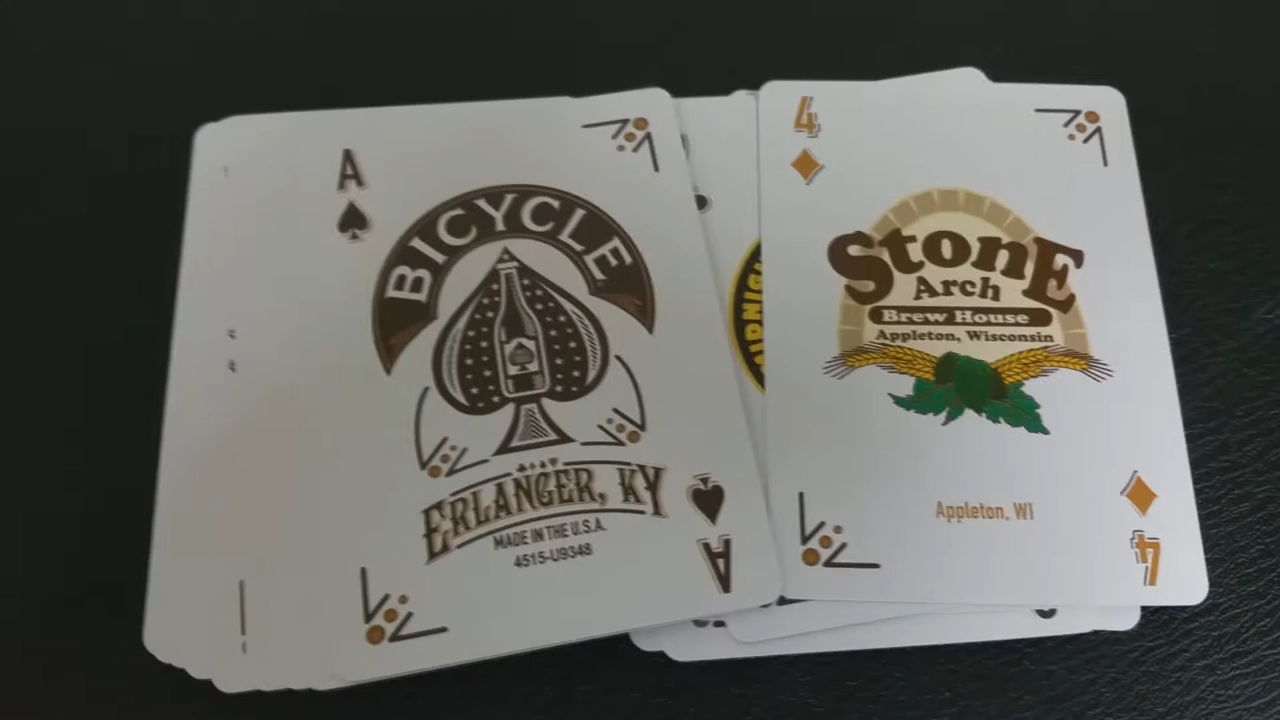 A
BICYCLE
ERLANGER, KY
MADE IN THE U.S.A.
4515-U9348
A
4
StonE
Arch
Brew House
Appleton, Wisconsin
Appleton, WI
4